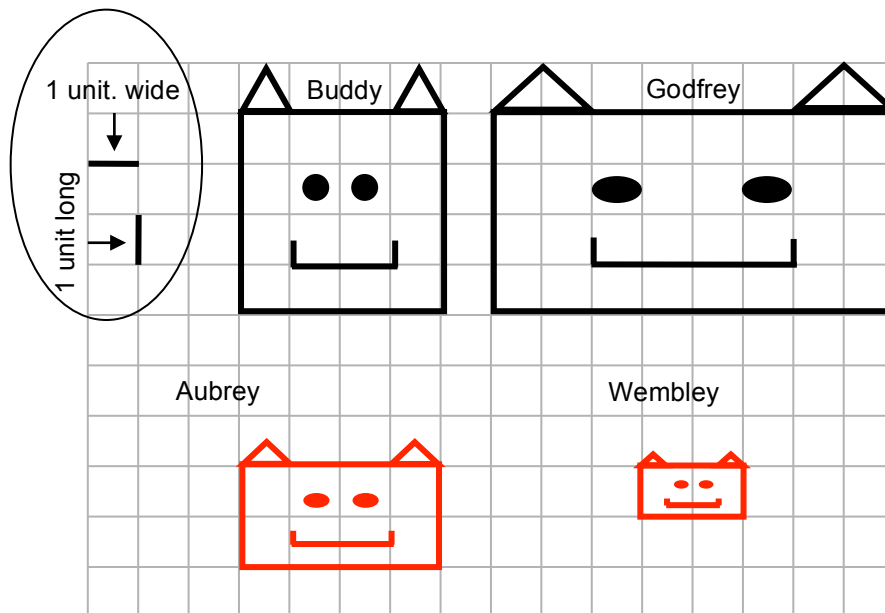 1 unit. wide
1 unit long
Buddy
Godfrey
Aubrey
Wembley